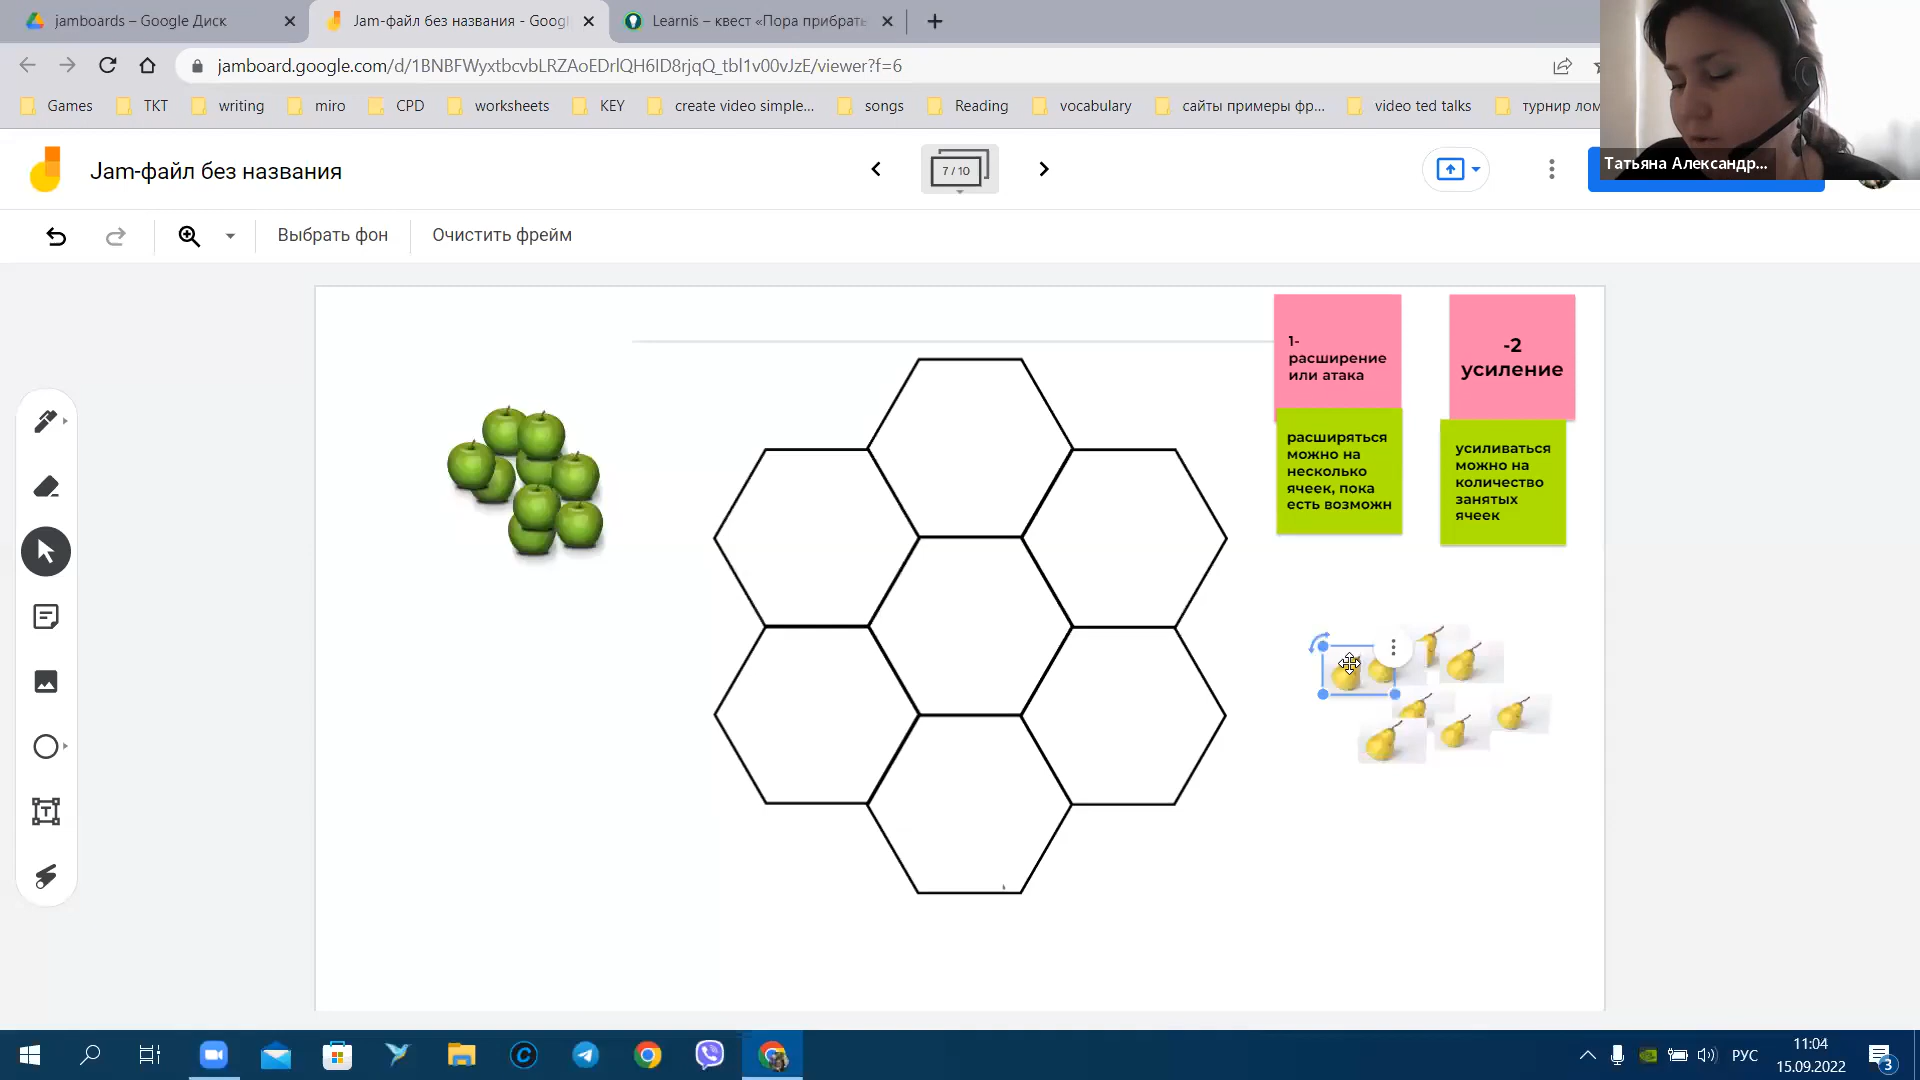 jamboards – Google Диск
Jam-файл без названия - Goog
Learnis – квест «Пора прибрать
jamboard.google.com/d/1BNBFWyxtbcvbLRZAoEDrlQH6ID8rjqQ_tbl1v00vJzE/viewer?f=6
Games
TKT
writing
miro
CPD
worksheets
KEY
create video simple...
songs
Reading
vocabulary
сайты примеры фр...
video ted talks
турнир лом
Татьяна Александр...
Jam-файл без названия
7 / 10
Выбрать фон
Очистить фрейм
1-
расширение
или атака
-2
усиление
расширяться
можно на
несколько
ячеек, пока
есть возможн
усиливаться
можно на
количество
занятых
ячеек
РУС
11:04
15.09.2022
3